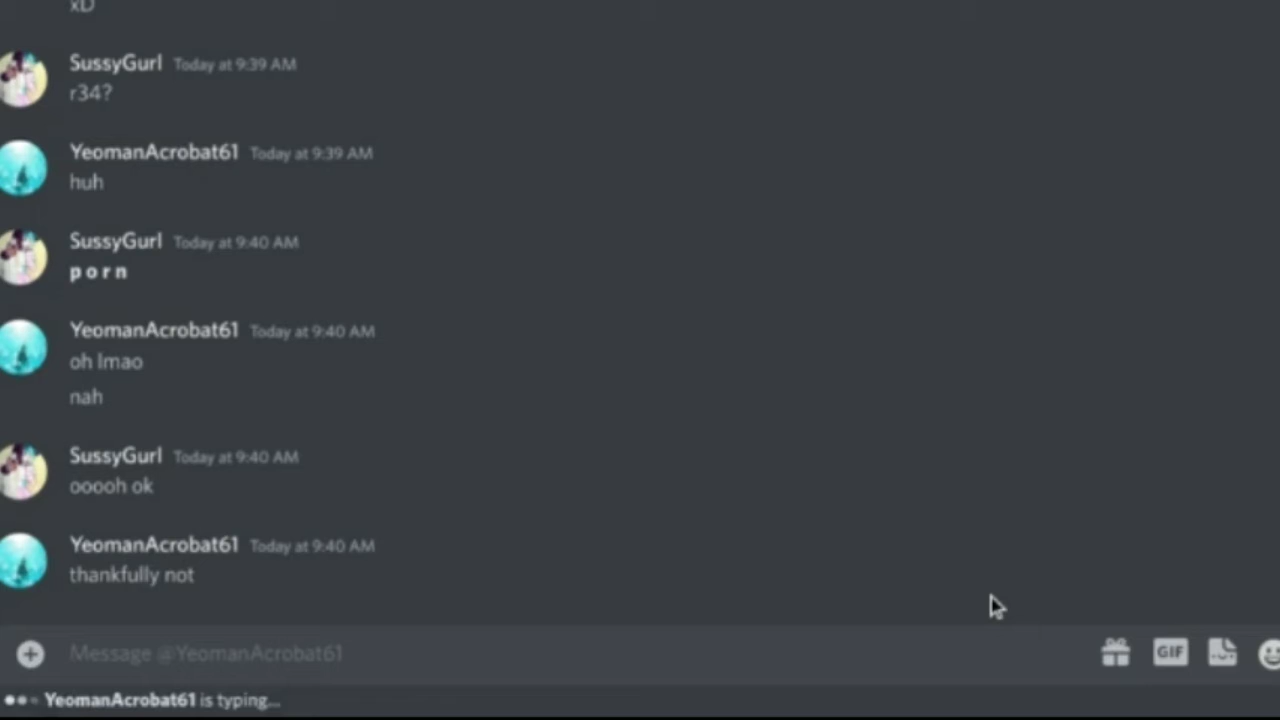 xD
SussyGurl Today at 9:39 AM
r34?
YeomanAcrobat61 Today at 9:39 AM
huh
SussyGurl Today at 9:40 AM
p o r n
YeomanAcrobat61 Today at 9:40 AM
oh lmao
nah
SussyGurl Today at 9:40 AM
ooooh ok
YeomanAcrobat61 Today at 9:40 AM
thankfully not
Message @YeomanAcrobat61
GIF
YeomanAcrobat61 is typing...